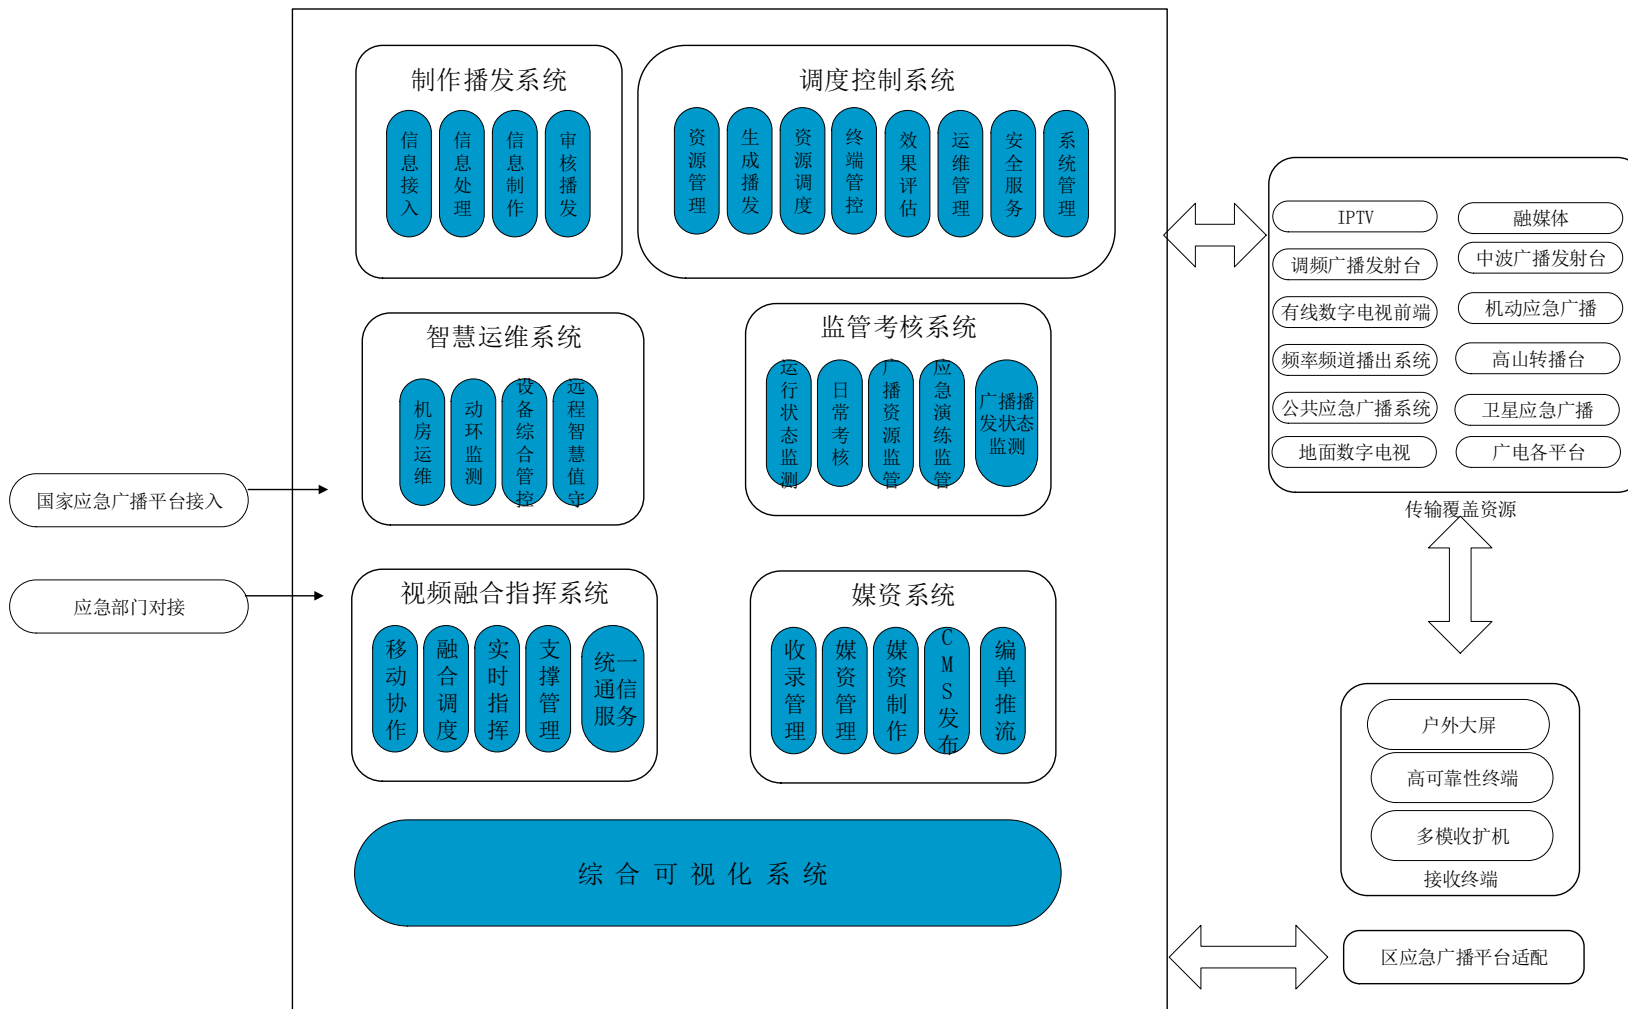 制作播发系统
信息接入
信息处理
信息制作
审核播发
调度控制系统
资源管理
生成播发
资源调度
终端管控
效果评估
运维管理
安全服务
系统管理
智慧运维系统
机房运维
动环监测
设备综合管控
远程智慧值守
监管考核系统
运行状态监测
日常考核
广播资源监管
应急演练监管
广播播
发状态
监测
国家应急广播平台接入
应急部门对接
视频融合指挥系统
移动协作
融合调度
实时指挥
支撑管理
统一
通信
服务
媒资系统
收录管理
媒资管理
媒资制作
CMS发布
编单推流
综合可视化系统
IPTV
融媒体
调频广播发射台
中波广播发射台
有线数字电视前端
机动应急广播
频率频道播出系统
高山转播台
公共应急广播系统
卫星应急广播
地面数字电视
广电各平台
传输覆盖资源
户外大屏
高可靠性终端
多模收扩机
接收终端
区应急广播平台适配